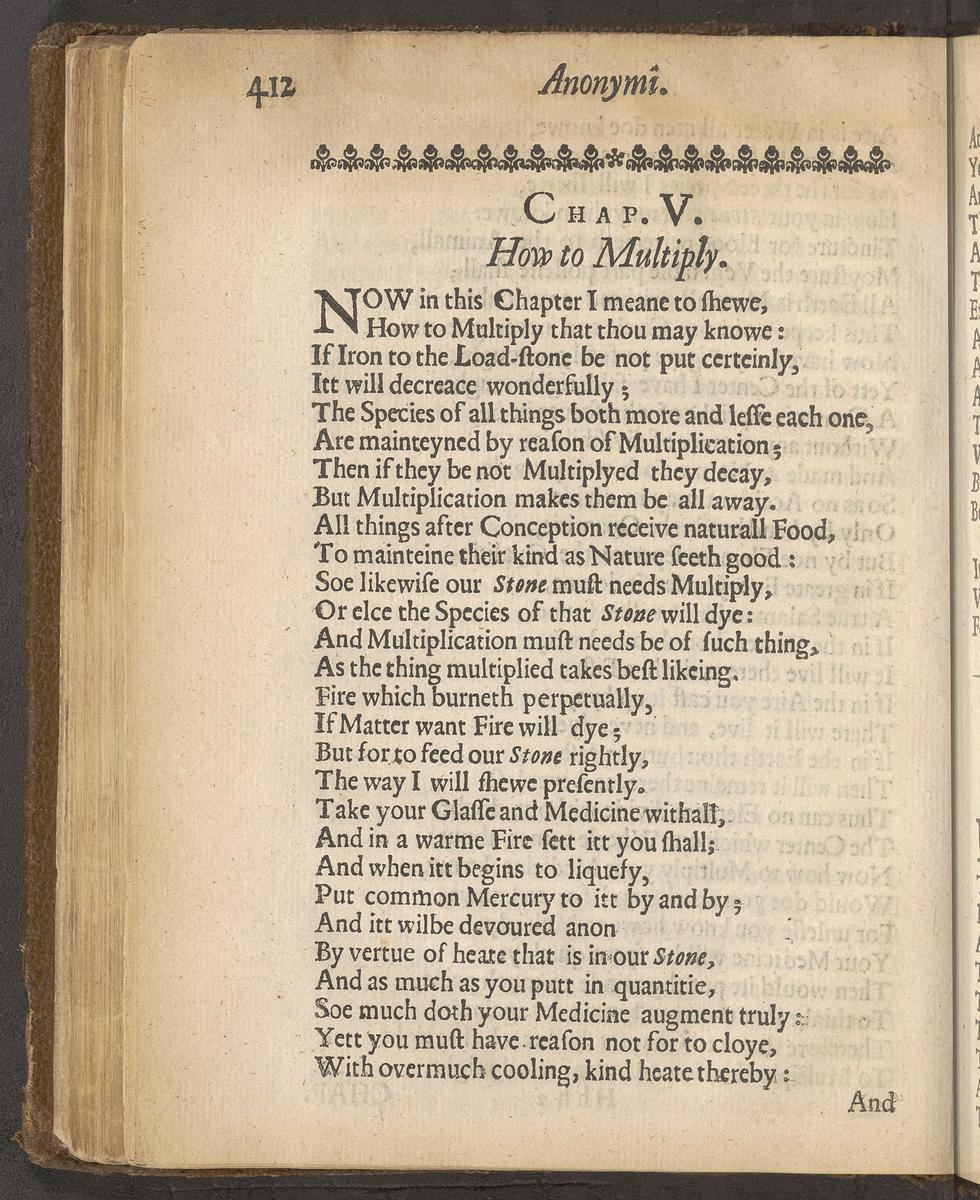 412
Anonymi.
CHAP. V.
How to Multiply.
NOW in this Chapter I meane to ſhewe,
How to Multiply that thou may knowe :
If Iron to the Load-ſtone be not put certeinly,
Itt will decreace wonderfully ;
The Species of all things both more and leſſe each one,
Are mainteyned by reaſon of Multiplication ;
Then if they be not Multiplyed they decay,
But Multiplication makes them be all away.
All things after Conception receive naturall Food,
To mainteine their kind as Nature ſeeth good :
Soe likewiſe our Stone muſt needs Multiply,
Or elce the Species of that Stone will dye :
And Multiplication muſt needs be of ſuch thing,
As the thing multiplied takes beſt likeing.
Fire which burneth perpetually,
If Matter want Fire will dye ;
But for to feed our Stone rightly,
The way I will ſhewe preſently.
Take your Glaſſe and Medicine withall,
And in a warme Fire ſett itt you ſhall;
And when itt begins to liquefy,
Put common Mercury to itt by and by ;
And itt wilbe devoured anon
By vertue of heate that is in our Stone,
And as much as you putt in quantitie,
Soe much doth your Medicine augment truly :
Yett you muſt have reaſon not for to cloye,
With overmuch cooling, kind heate thereby :
And